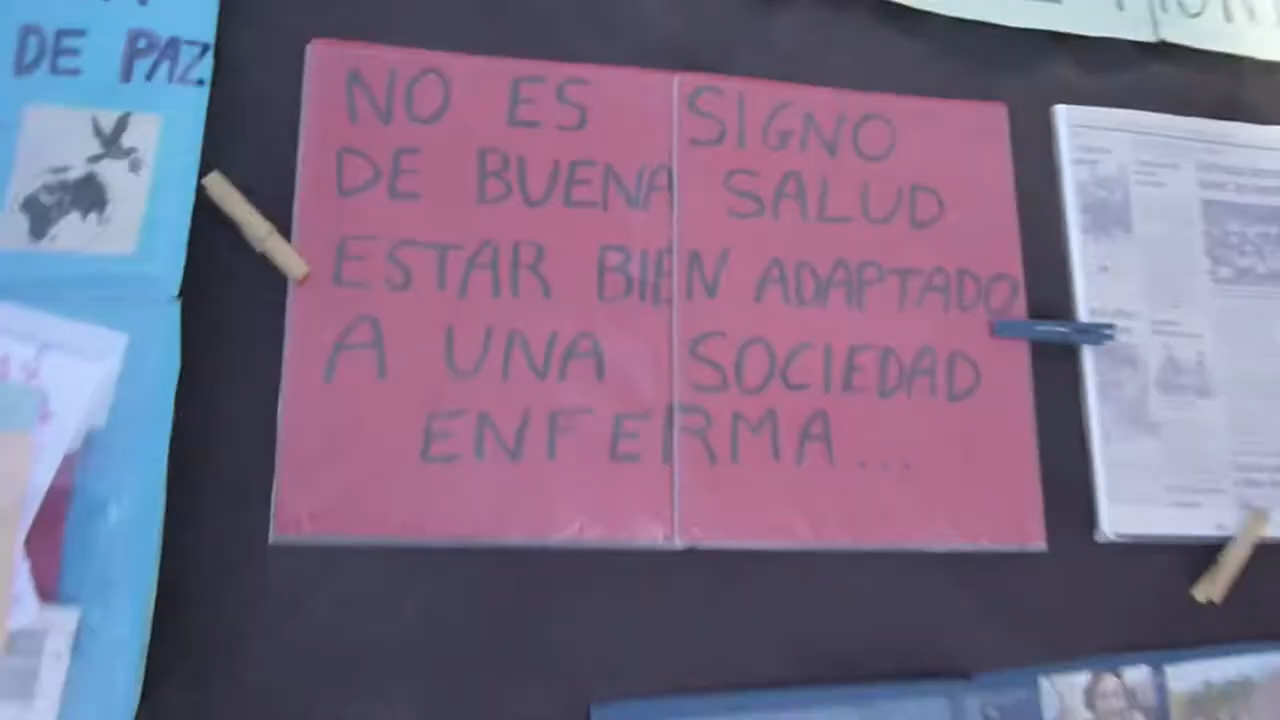 DE PAZ
NO ES SIGNO
DE BUENA SALUD
ESTAR BIEN ADAPTADO
A UNA SOCIEDAD
ENFERMA...